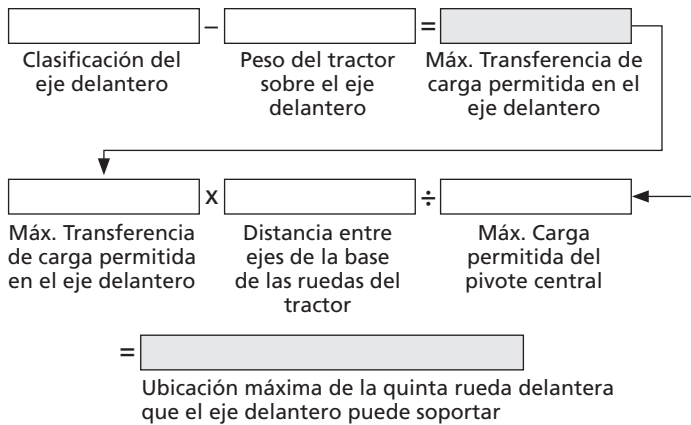 – =
Clasificación del
eje delantero
Peso del tractor
sobre el eje
delantero
Máx. Transferencia de
carga permitida en el
eje delantero
x ÷
Máx. Transferencia
de carga permitida
en el eje delantero
Distancia entre
ejes de la base
de las ruedas del
tractor
Máx. Carga
permitida del
pivote central
=
Ubicación máxima de la quinta rueda delantera
que el eje delantero puede soportar